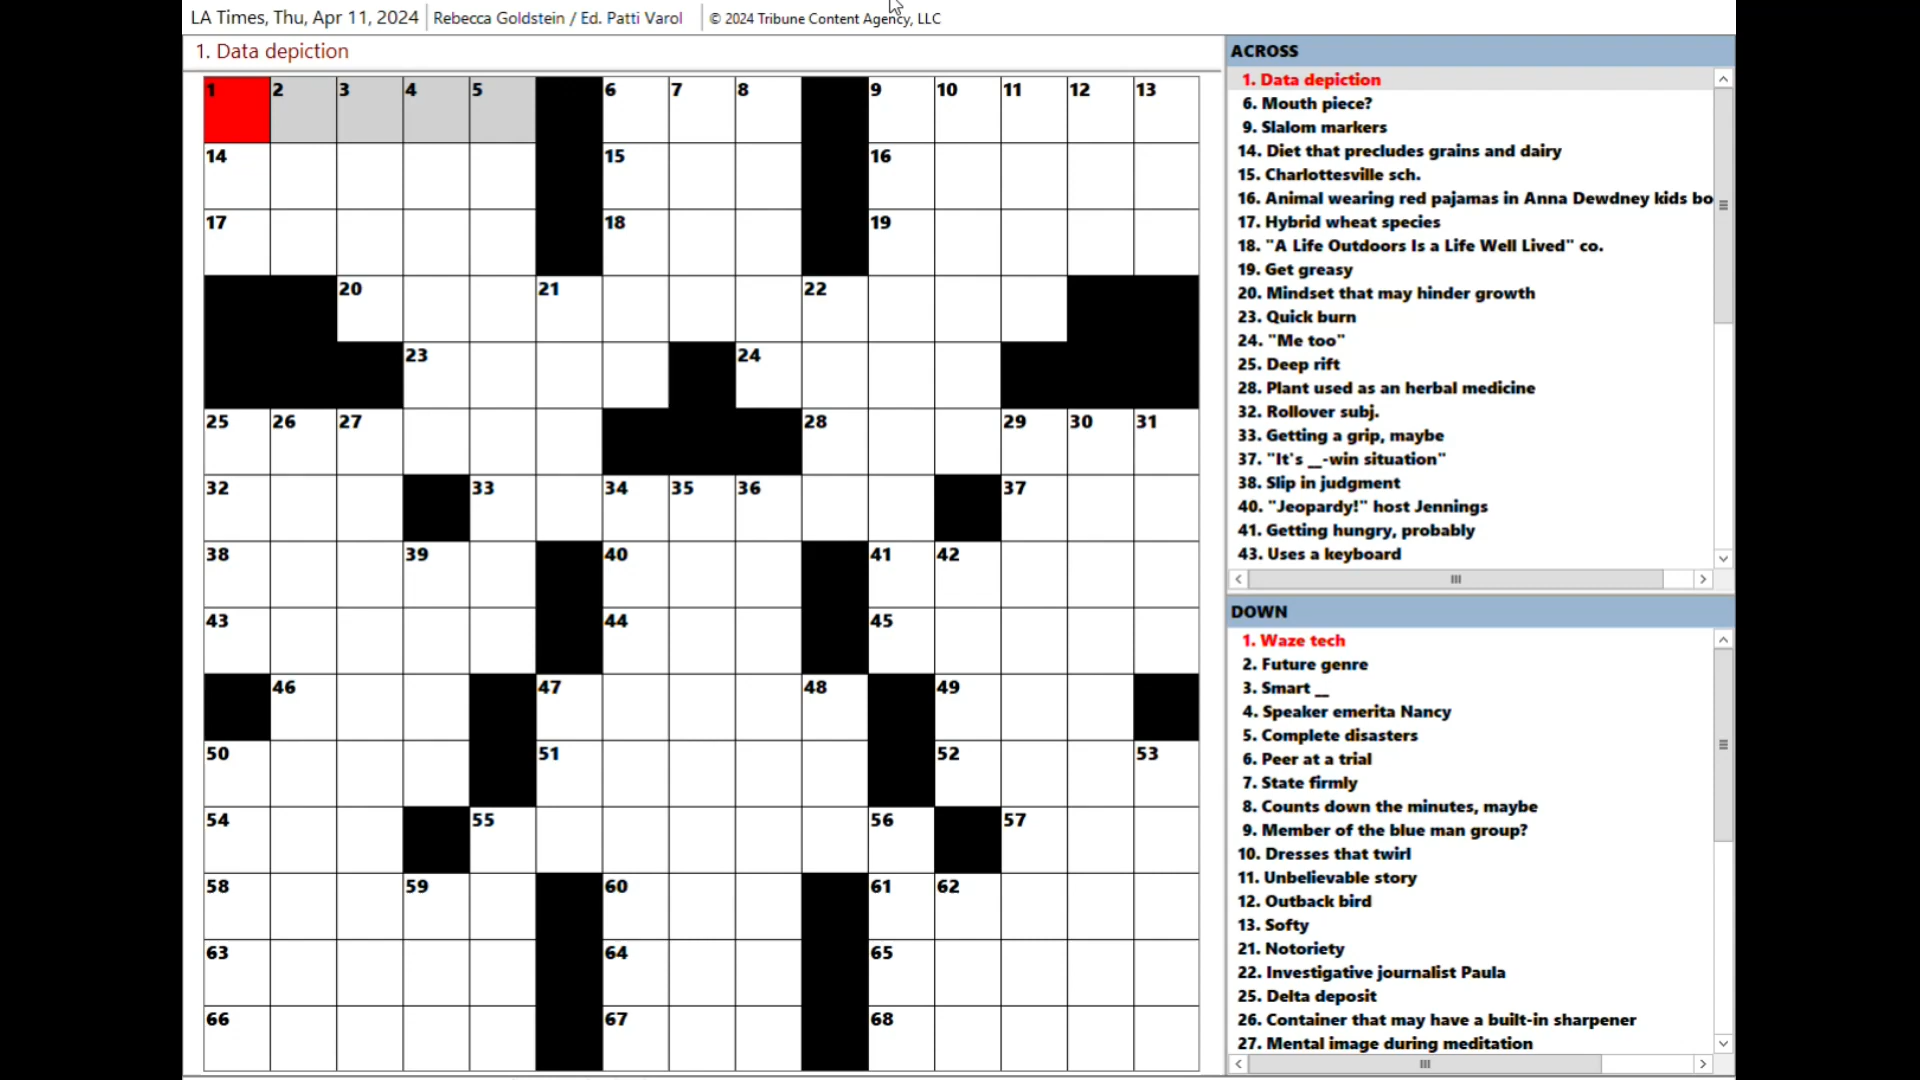 LA Times, Thu, Apr 11, 2024 Rebecca Goldstein / Ed. Patti Varol © 2024 Tribune Content Agency, LLC
1. Data depiction
1 2 3 4 5 6 7 8 9 10 11 12 13
14 15 16
17 18 19
20 21 22
23 24
25 26 27 28 29 30 31
32 33 34 35 36 37
38 39 40 41 42
43 44 45
46 47 48 49
50 51 52 53
54 55 56 57
58 59 60 61 62
63 64 65
66 67 68
ACROSS
1. Data depiction
6. Mouth piece?
9. Slalom markers
14. Diet that precludes grains and dairy
15. Charlottesville sch.
16. Animal wearing red pajamas in Anna Dewdney kids bo
17. Hybrid wheat species
18. "A Life Outdoors Is a Life Well Lived" co.
19. Get greasy
20. Mindset that may hinder growth
23. Quick burn
24. "Me too"
25. Deep rift
28. Plant used as an herbal medicine
32. Rollover subj.
33. Getting a grip, maybe
37. "It's __-win situation"
38. Slip in judgment
40. "Jeopardy!" host Jennings
41. Getting hungry, probably
43. Uses a keyboard
DOWN
1. Waze tech
2. Future genre
3. Smart __
4. Speaker emerita Nancy
5. Complete disasters
6. Peer at a trial
7. State firmly
8. Counts down the minutes, maybe
9. Member of the blue man group?
10. Dresses that twirl
11. Unbelievable story
12. Outback bird
13. Softy
21. Notoriety
22. Investigative journalist Paula
25. Delta deposit
26. Container that may have a built-in sharpener
27. Mental image during meditation